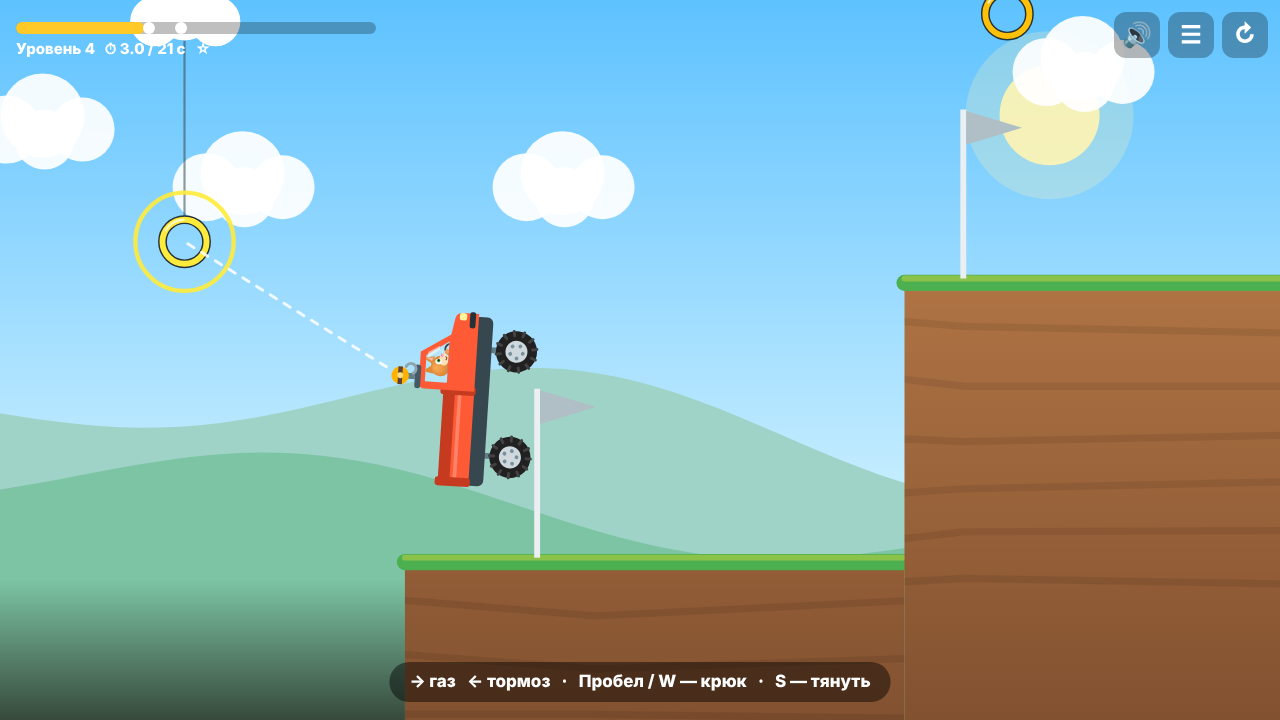 Уровень 4 ⏱ 3.0 / 21 с ☆
→ газ ← тормоз · Пробел / W — крюк · S — тянуть